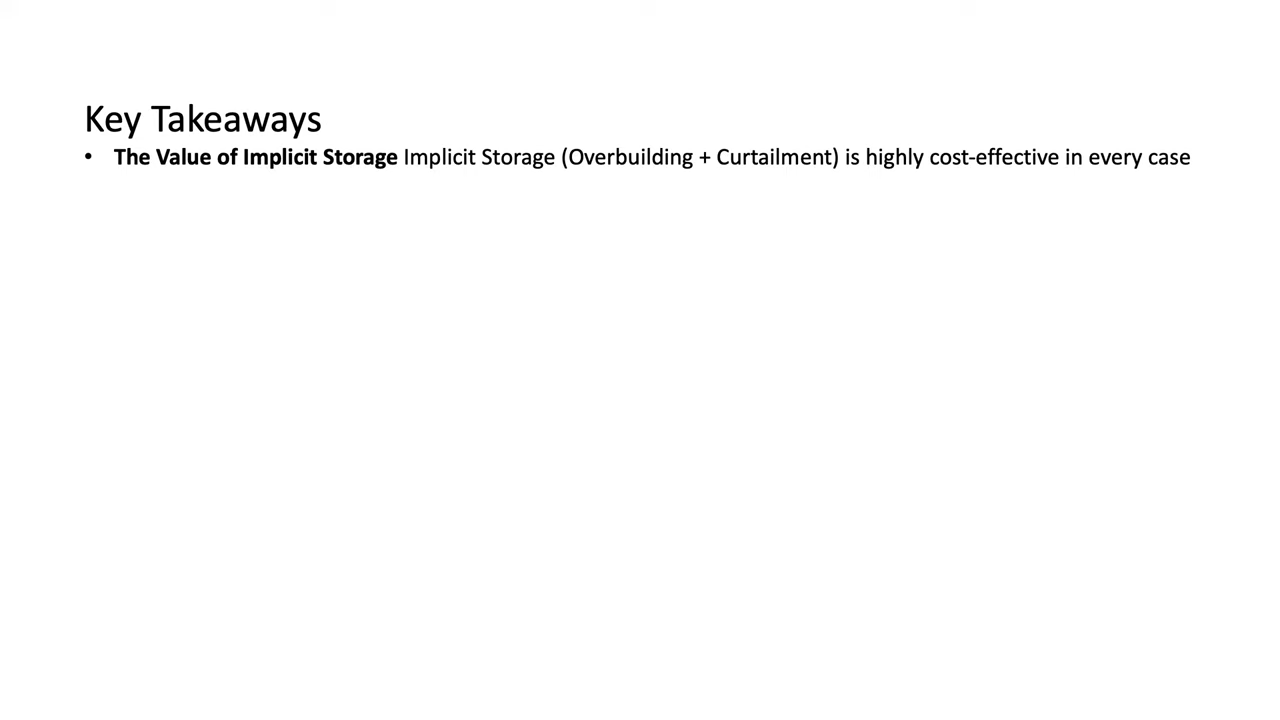 Key Takeaways
• The Value of Implicit Storage Implicit Storage (Overbuilding + Curtailment) is highly cost-effective in every case